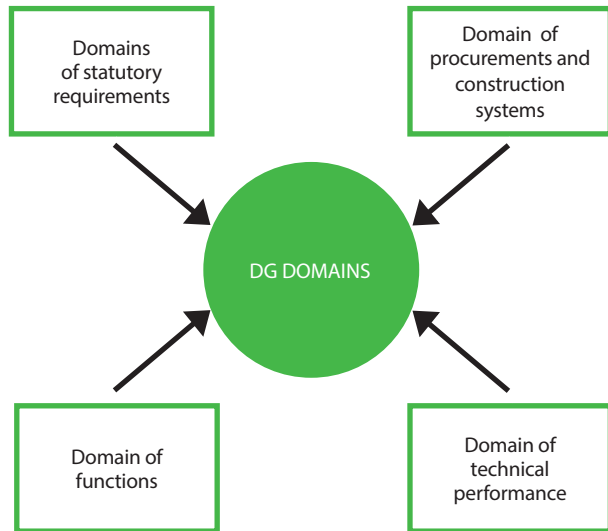 Domains
of statutory
requirements
Domain of
procurements and
construction
systems
DG DOMAINS
Domain of
functions
Domain of
technical
performance